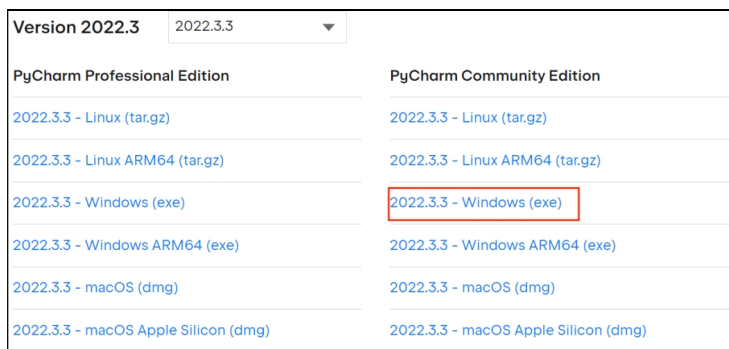 Version 2022.3 2022.3.3
PyCharm Professional Edition
2022.3.3 - Linux (tar.gz)
2022.3.3 - Linux ARM64 (tar.gz)
2022.3.3 - Windows (exe)
2022.3.3 - Windows ARM64 (exe)
2022.3.3 - macOS (dmg)
2022.3.3 - macOS Apple Silicon (dmg)
PyCharm Community Edition
2022.3.3 - Linux (tar.gz)
2022.3.3 - Linux ARM64 (tar.gz)
2022.3.3 - Windows (exe)
2022.3.3 - Windows ARM64 (exe)
2022.3.3 - macOS (dmg)
2022.3.3 - macOS Apple Silicon (dmg)